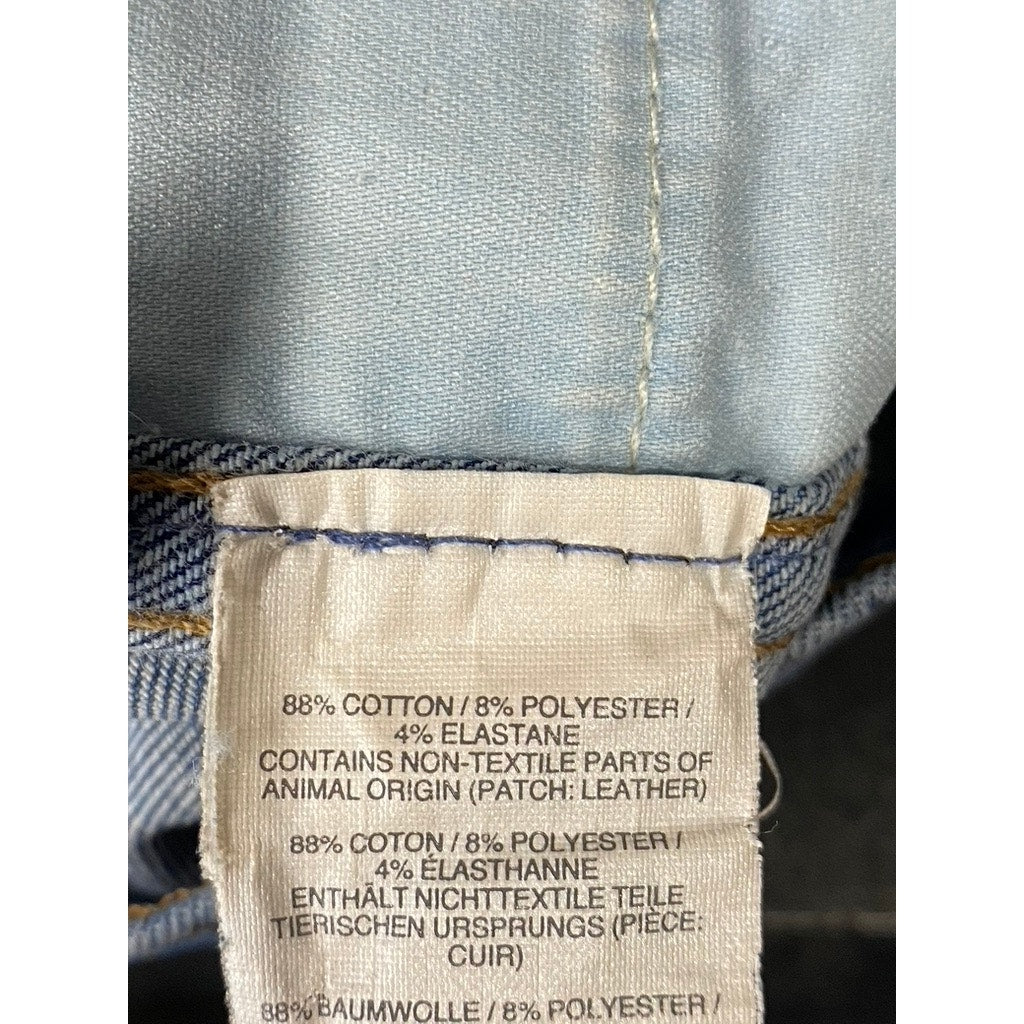 88% COTTON / 8% POLYESTER /
4% ELASTANE
CONTAINS NON-TEXTILE PARTS OF
ANIMAL ORIGIN (PATCH: LEATHER)
88% COTON / 8% POLYESTER /
4% ÉLASTHANNE
ENTHÄLT NICHTTEXTILE TEILE
TIERISCHEN URSPRUNGS (PIÈCE:
CUIR)
88% BAUMWOLLE / 8% POLYESTER /